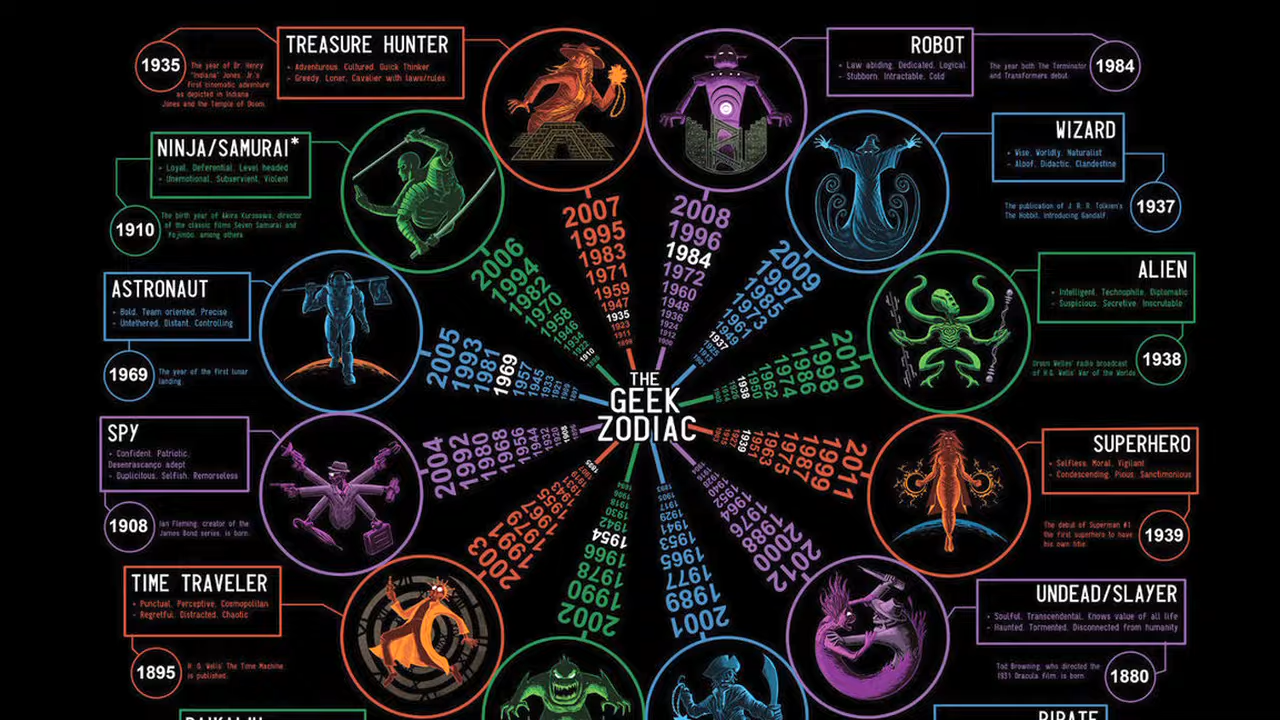 TREASURE HUNTER
+ Adventurous, Cultured, Quick Thinker
- Greedy, Loner, Cavalier with laws/rules
1935
The year of Dr. Henry
"Indiana" Jones, Jr.'s
first cinematic adventure
as depicted in Indiana
Jones and the Temple of Doom.
ROBOT
+ Law abiding, Dedicated, Logical
- Stubborn, Intractable, Cold
The year both The Terminator
and Transformers debut.
1984
NINJA/SAMURAI*
+ Loyal, Deferential, Level headed
- Unemotional, Subservient, Violent
1910
The birth year of Akira Kurosawa, director
of the classic films Seven Samurai and
Yojimbo, among others
WIZARD
+ Wise, Worldly, Naturalist
- Aloof, Didactic, Clandestine
The publication of J. R. R. Tolkien's
The Hobbit, introducing Gandalf.
1937
ASTRONAUT
+ Bold, Team oriented, Precise
- Untethered, Distant, Controlling
1969
The year of the first lunar
landing.
ALIEN
+ Intelligent, Technophile, Diplomatic
- Suspicious, Secretive, Inscrutable
Orson Welles' radio broadcast
of H.G. Wells' War of the Worlds
1938
SPY
+ Confident, Patriotic,
Desenrascanço adept
- Duplicitous, Selfish, Remorseless
1908
Ian Fleming, creator of the
James Bond series, is born.
SUPERHERO
+ Selfless, Moral, Vigilant
- Condescending, Pious, Sanctimonious
The debut of Superman #1
the first superhero to have
his own title.
1939
TIME TRAVELER
+ Punctual, Perceptive, Cosmopolitan
- Regretful, Distracted, Chaotic
1895
H. G. Wells' The Time Machine
is published.
UNDEAD/SLAYER
+ Soulful, Transcendental, Knows value of all life
- Haunted, Tormented, Disconnected from humanity
Tod Browning, who directed the
1931 Dracula film, is born
1880
PIRATE
THE
GEEK
ZODIAC
2007
1995
1983
1971
1959
1947
1935
1923
1911
2008
1996
1984
1972
1960
1948
1936
1924
1912
1900
2009
1997
1985
1973
1961
1949
1937
1925
1913
2010
1998
1986
1974
1962
1950
1938
2011
1999
1987
1975
1963
1951
1939
1927
1915
2012
2000
1988
1976
1964
1952
1940
2001
1989
1977
1965
1953
1941
1929
1917
1905
2002
1990
1978
1966
1954
1942
1930
1918
1906
2003
1991
1979
1967
1955
1943
1931
1919
1907
1895
2004
1992
1980
1968
1956
1944
1932
1920
1908
2005
1993
1981
1969
1957
1945
1933
1921
1909
2006
1994
1982
1970
1958
1946
1934
1922
1910